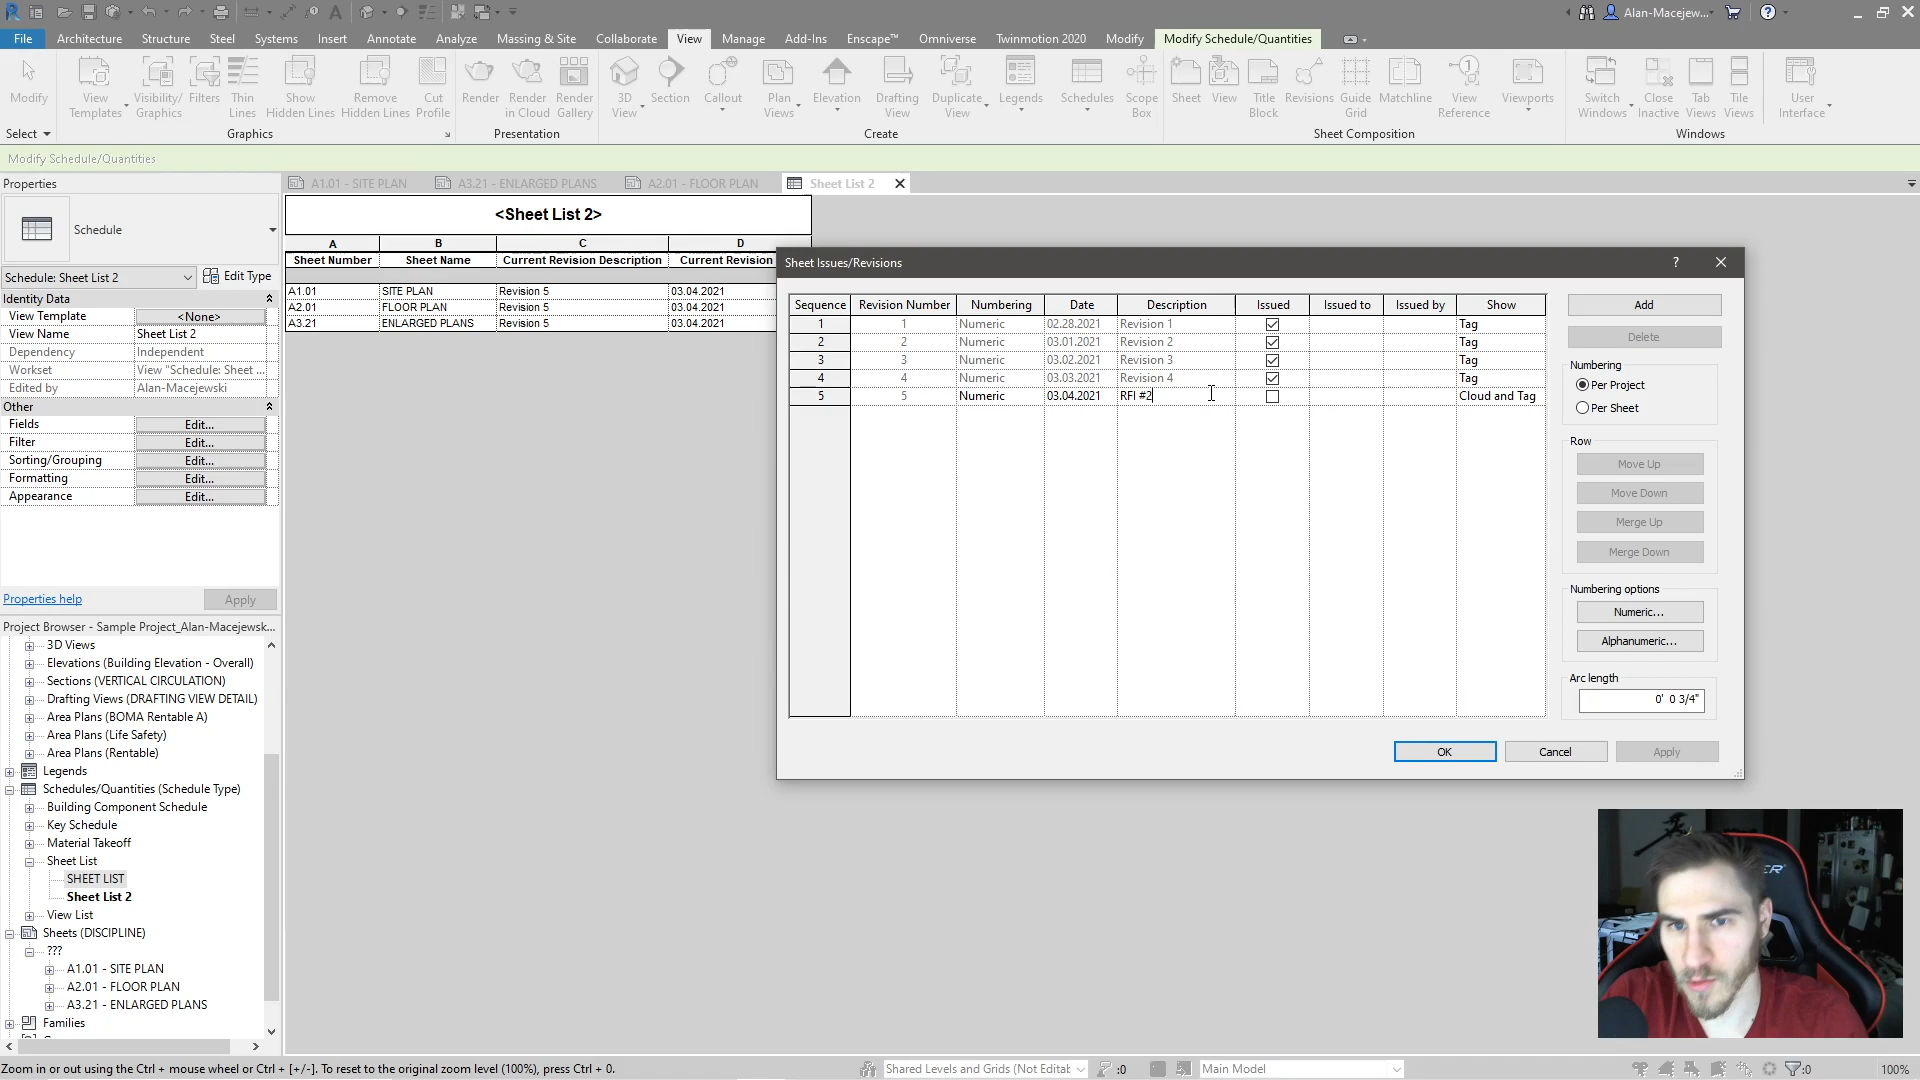 Alan-Macejew...
File Architecture Structure Steel Systems Insert Annotate Analyze Massing & Site Collaborate View Manage Add-Ins Enscape™ Omniverse Twinmotion 2020 Modify Modify Schedule/Quantities
Modify View Templates Visibility/ Graphics Filters Thin Lines Show Hidden Lines Remove Hidden Lines Cut Profile Render Render in Cloud Render Gallery 3D View Section Callout Plan Views Elevation Drafting View Duplicate View Legends Schedules Scope Box Sheet View Title Block Revisions Guide Grid Matchline View Reference Viewports Switch Windows Close Inactive Tab Views Tile Views User Interface
Select Graphics Presentation Create Sheet Composition Windows
Modify Schedule/Quantities
Properties
A1.01 - SITE PLAN A3.21 - ENLARGED PLANS A2.01 - FLOOR PLAN Sheet List 2
Schedule
Schedule: Sheet List 2 Edit Type
Identity Data
View Template <None>
View Name Sheet List 2
Dependency Independent
Workset View "Schedule: Sheet ...
Edited by Alan-Macejewski
Other
Fields Edit...
Filter Edit...
Sorting/Grouping Edit...
Formatting Edit...
Appearance Edit...
Properties help Apply
<Sheet List 2>
A B C D
Sheet Number Sheet Name Current Revision Description Current Revision
A1.01 SITE PLAN Revision 5 03.04.2021
A2.01 FLOOR PLAN Revision 5 03.04.2021
A3.21 ENLARGED PLANS Revision 5 03.04.2021
Sheet Issues/Revisions ?
Sequence Revision Number Numbering Date Description Issued Issued to Issued by Show
1 1 Numeric 02.28.2021 Revision 1 Tag
2 2 Numeric 03.01.2021 Revision 2 Tag
3 3 Numeric 03.02.2021 Revision 3 Tag
4 4 Numeric 03.03.2021 Revision 4 Tag
5 5 Numeric 03.04.2021 RFI #2 Cloud and Tag
Add
Delete
Numbering
Per Project
Per Sheet
Row
Move Up
Move Down
Merge Up
Merge Down
Numbering options
Numeric...
Alphanumeric...
Arc length
0' 0 3/4"
OK Cancel Apply
Project Browser - Sample Project_Alan-Macejewsk...
3D Views
Elevations (Building Elevation - Overall)
Sections (VERTICAL CIRCULATION)
Drafting Views (DRAFTING VIEW DETAIL)
Area Plans (BOMA Rentable A)
Area Plans (Life Safety)
Area Plans (Rentable)
Legends
Schedules/Quantities (Schedule Type)
Building Component Schedule
Key Schedule
Material Takeoff
Sheet List
SHEET LIST
Sheet List 2
View List
Sheets (DISCIPLINE)
???
A1.01 - SITE PLAN
A2.01 - FLOOR PLAN
A3.21 - ENLARGED PLANS
Families
Zoom in or out using the Ctrl + mouse wheel or Ctrl + [+/-]. To reset to the original zoom level (100%), press Ctrl + 0.
Shared Levels and Grids (Not Editab :0 Main Model :0 100%